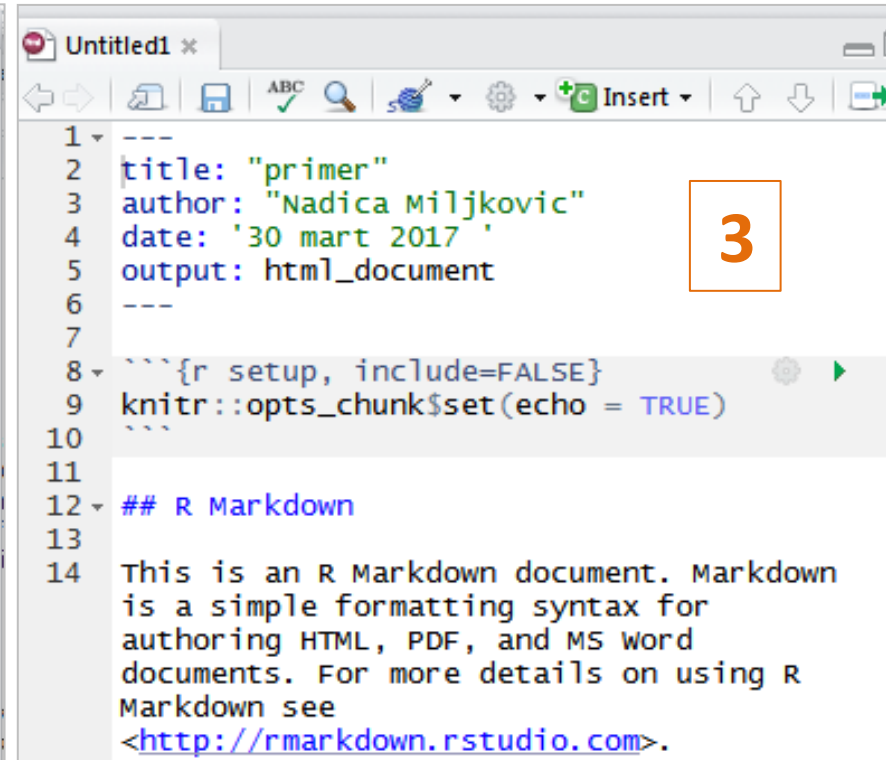 Untitled1
ABC
Insert
1 ---
2 title: "primer"
3 author: "Nadica Miljkovic"
4 date: '30 mart 2017 '
5 output: html_document
6 ---
7
8 ```{r setup, include=FALSE}
9 knitr::opts_chunk$set(echo = TRUE)
10 ```
11
12 ## R Markdown
13
14 This is an R Markdown document. Markdown
is a simple formatting syntax for
authoring HTML, PDF, and MS Word
documents. For more details on using R
Markdown see
<http://rmarkdown.rstudio.com>.
3